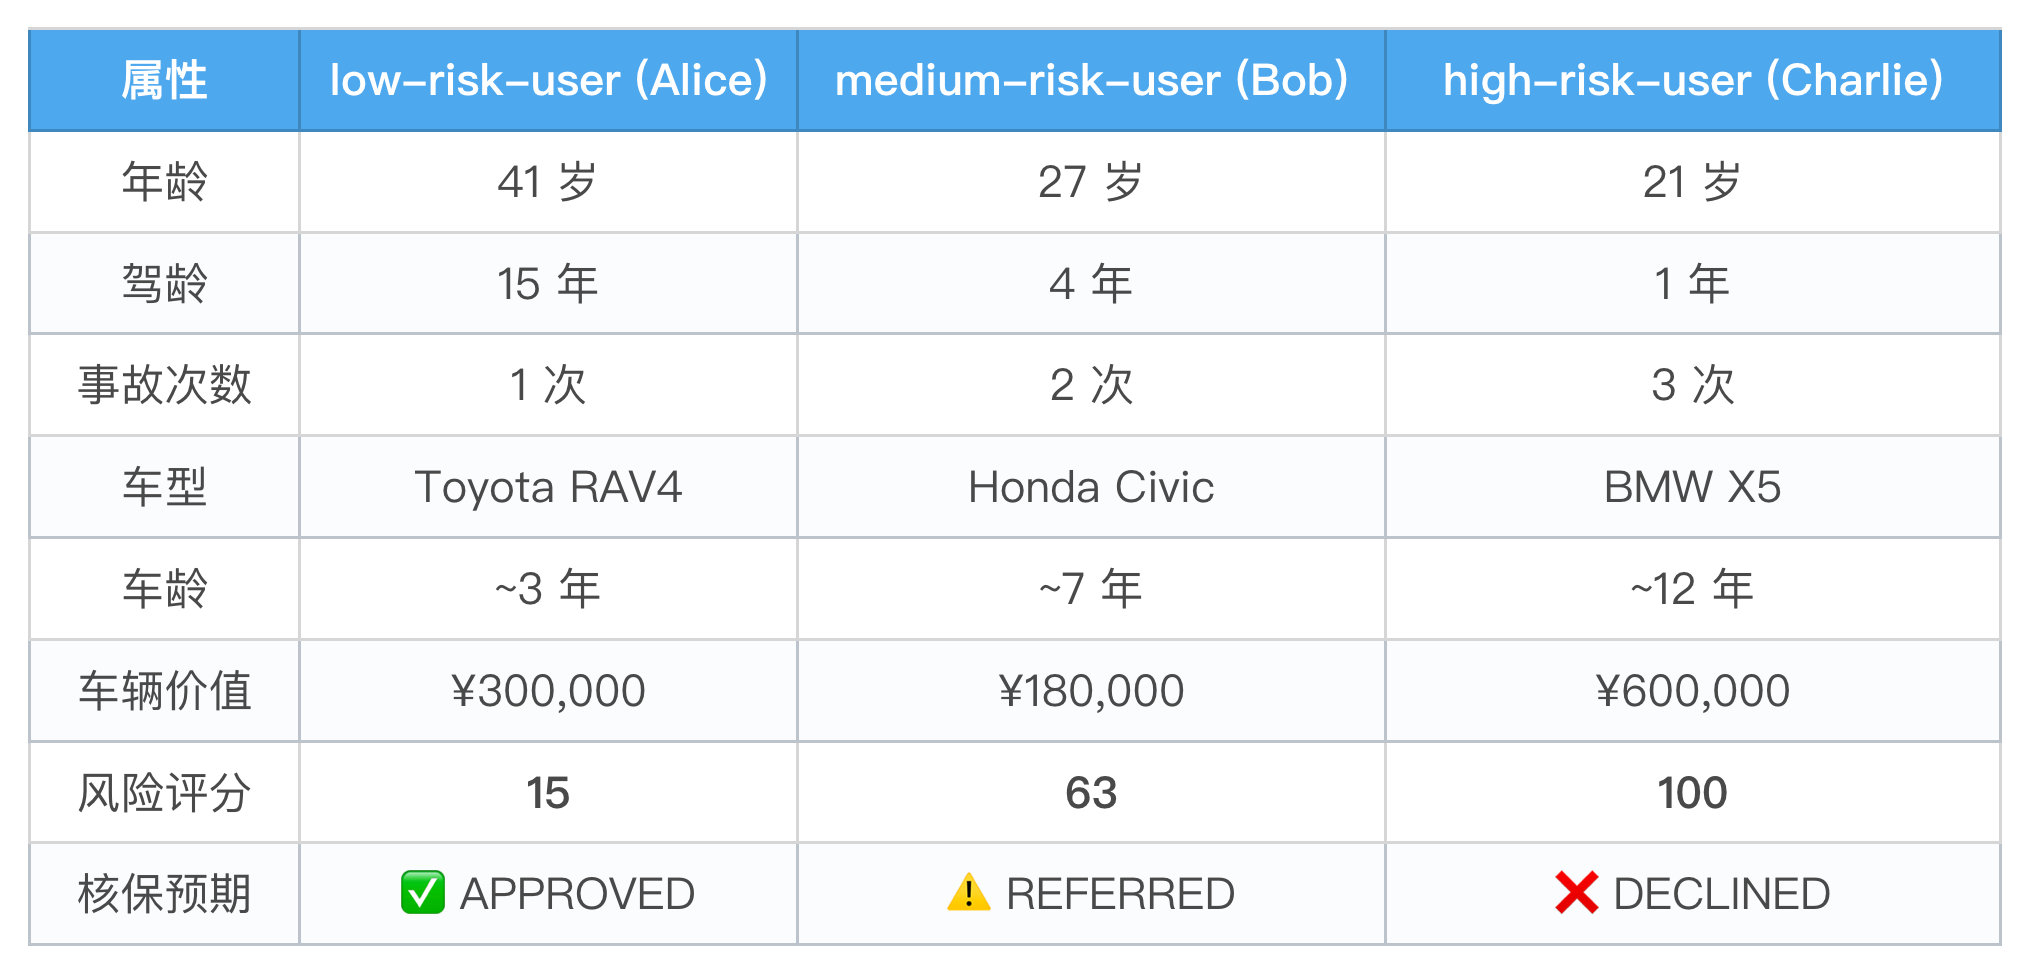 属性 low-risk-user (Alice) medium-risk-user (Bob) high-risk-user (Charlie)
年龄 41 岁 27 岁 21 岁
驾龄 15 年 4 年 1 年
事故次数 1 次 2 次 3 次
车型 Toyota RAV4 Honda Civic BMW X5
车龄 ~3 年 ~7 年 ~12 年
车辆价值 ¥300,000 ¥180,000 ¥600,000
风险评分 15 63 100
核保预期 ✅ APPROVED ⚠️ REFERRED ❌ DECLINED